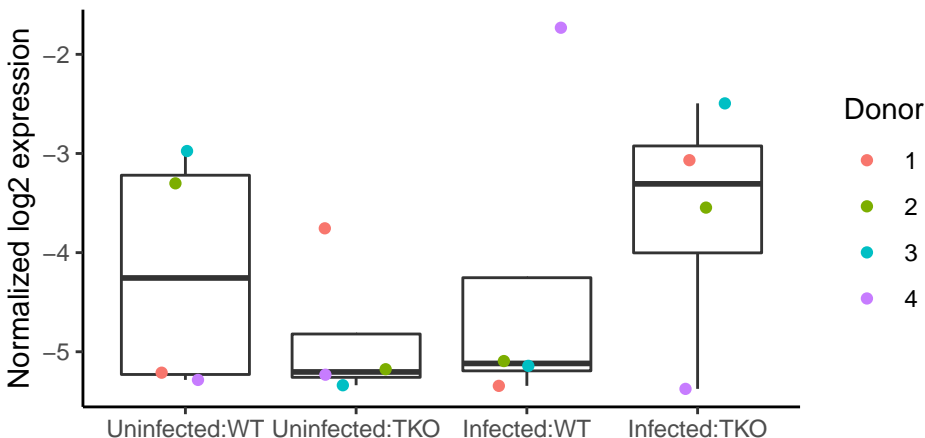 Normalized log2 expression
−2
−3
−4
−5
Uninfected:WT
Uninfected:TKO
Infected:WT
Infected:TKO
Donor
1
2
3
4